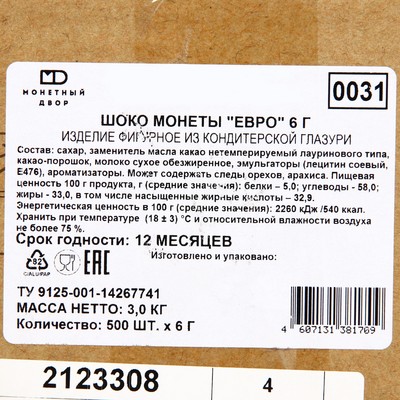 МОНЕТНЫЙ
ДВОР
0031
ШОКО МОНЕТЫ "ЕВРО" 6 Г
ИЗДЕЛИЕ ФИГУРНОЕ ИЗ КОНДИТЕРСКОЙ ГЛАЗУРИ
Состав: сахар, заменитель масла какао нетемперируемый лауринового типа,
какао-порошок, молоко сухое обезжиренное, эмульгаторы (лецитин соевый,
Е476), ароматизаторы. Может содержать следы орехов, арахиса. Пищевая
ценность 100 г продукта, г (средние значения): белки – 5,0; углеводы - 58,0;
жиры - 33,0, в том числе насыщенные жирные кислоты – 32,9.
Энергетическая ценность в 100 г (средние значения): 2260 кДж /540 ккал.
Хранить при температуре (18 ± 3) °С и относительной влажности воздуха
не более 75 %.
Срок годности: 12 МЕСЯЦЕВ
Изготовлено и упаковано:
82
C/ALU/PAP
EAC
ТУ 9125-001-14267741
МАССА НЕТТО: 3,0 КГ
Количество: 500 ШТ. х 6 Г
4 607131 381709
2123308
4